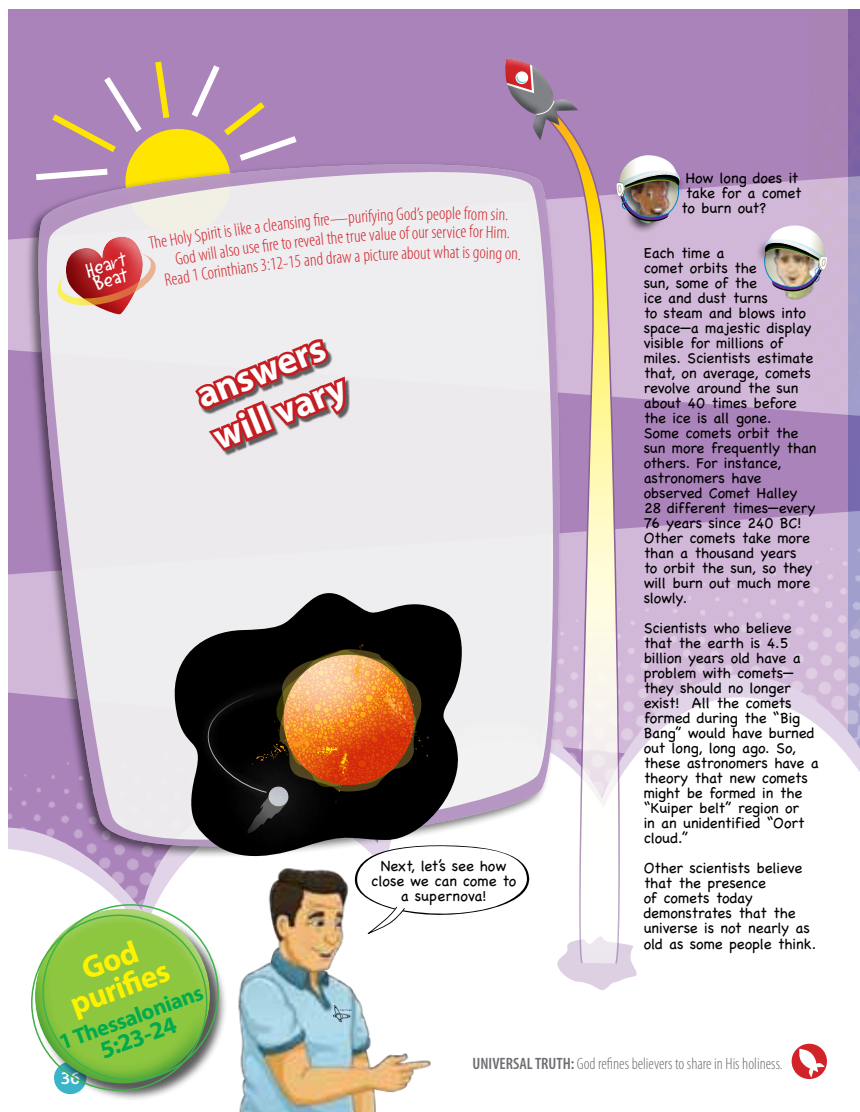 The Holy Spirit is like a cleansing fire—purifying God's people from sin.
God will also use fire to reveal the true value of our service for Him.
Read 1 Corinthians 3:12-15 and draw a picture about what is going on.
Heart
Beat
answers
will vary
How long does it
take for a comet
to burn out?
Each time a
comet orbits the
sun, some of the
ice and dust turns
to steam and blows into
space—a majestic display
visible for millions of
miles. Scientists estimate
that, on average, comets
revolve around the sun
about 40 times before
the ice is all gone.
Some comets orbit the
sun more frequently than
others. For instance,
astronomers have
observed Comet Halley
28 different times—every
76 years since 240 BC!
Other comets take more
than a thousand years
to orbit the sun, so they
will burn out much more
slowly.
Scientists who believe
that the earth is 4.5
billion years old have a
problem with comets—
they should no longer
exist!  All the comets
formed during the "Big
Bang" would have burned
out long, long ago. So,
these astronomers have a
theory that new comets
might be formed in the
"Kuiper belt" region or
in an unidentified "Oort
cloud."
Other scientists believe
that the presence
of comets today
demonstrates that the
universe is not nearly as
old as some people think.
Next, let's see how
close we can come to
a supernova!
God
purifies
1 Thessalonians
5:23-24
36
UNIVERSAL TRUTH: God refines believers to share in His holiness.